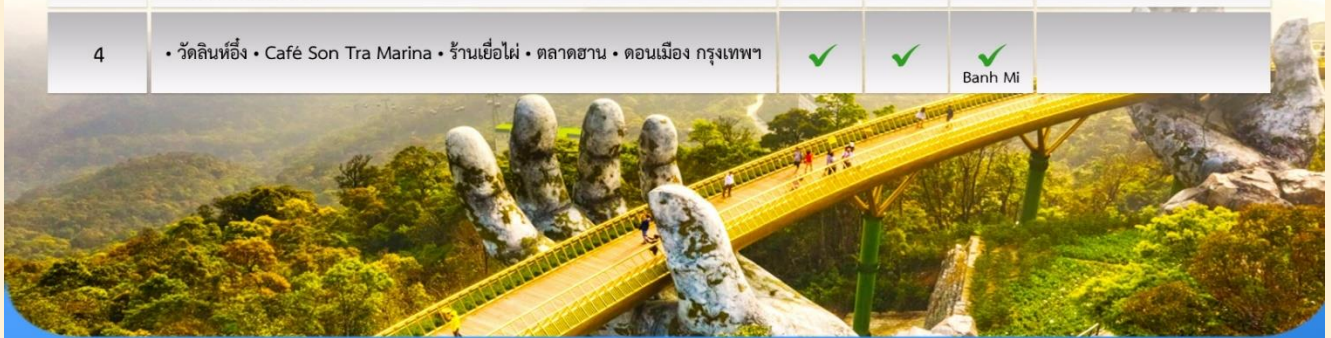 4
• วัดลินห์อึ๋ง • Café Son Tra Marina • ร้านเยื่อไผ่ • ตลาดฮาน • ดอนเมือง กรุงเทพฯ
Banh Mi